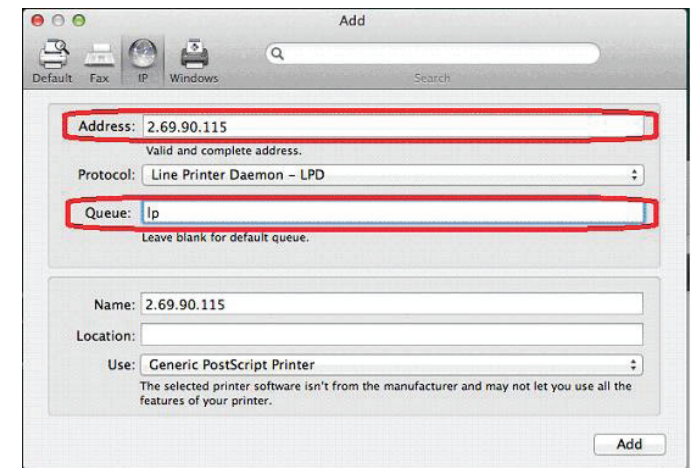 Add
Default Fax IP Windows Search
Address: 2.69.90.115
Valid and complete address.
Protocol: Line Printer Daemon – LPD
Queue: lp
Leave blank for default queue.
Name: 2.69.90.115
Location:
Use: Generic PostScript Printer
The selected printer software isn't from the manufacturer and may not let you use all the
features of your printer.
Add